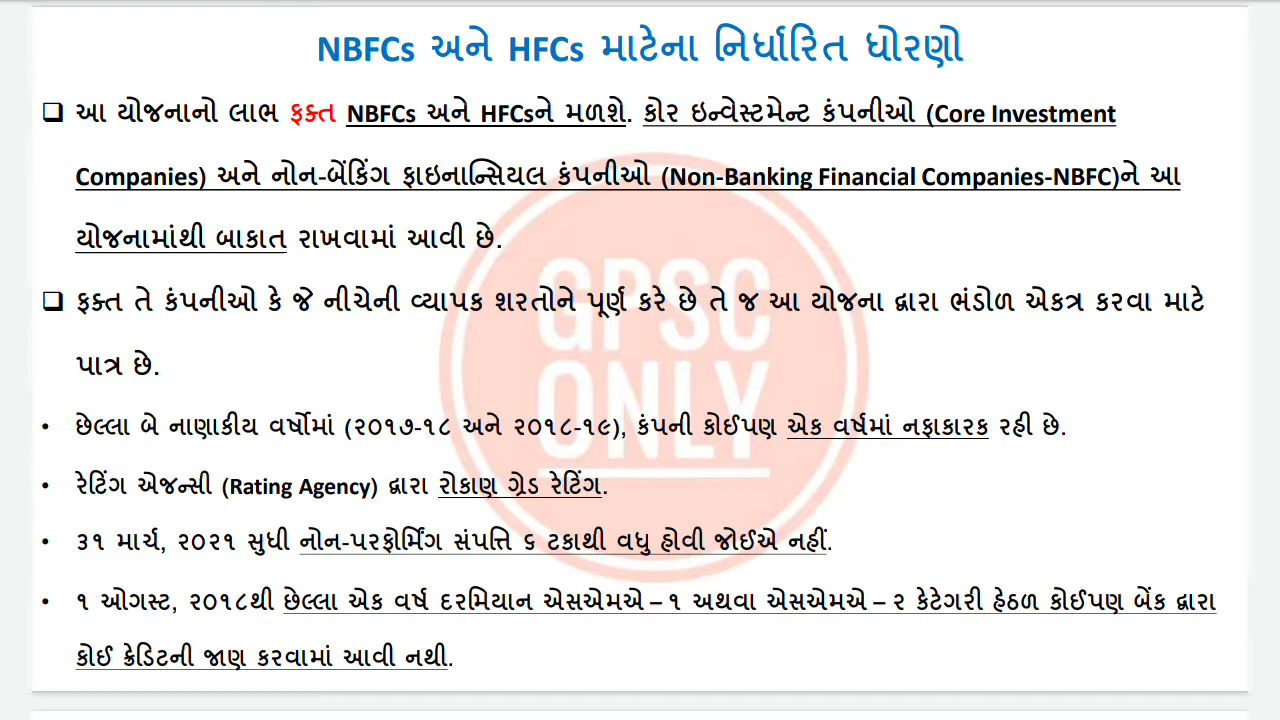 NBFCs અને HFCs માટેના નિર્ધારિત ધોરણો
❑ આ યોજનાનો લાભ ફક્ત NBFCs અને HFCsને મળશે. કોર ઇન્વેસ્ટમેન્ટ કંપનીઓ (Core Investment
Companies) અને નોન-બેંકિંગ ફાઇનાન્સિયલ કંપનીઓ (Non-Banking Financial Companies-NBFC)ને આ
યોજનામાંથી બાકાત રાખવામાં આવી છે.
❑ ફક્ત તે કંપનીઓ કે જે નીચેની વ્યાપક શરતોને પૂર્ણ કરે છે તે જ આ યોજના દ્વારા ભંડોળ એકત્ર કરવા માટે
પાત્ર છે.
• છેલ્લા બે નાણાકીય વર્ષોમાં (૨૦૧૭-૧૮ અને ૨૦૧૮-૧૯), કંપની કોઈપણ એક વર્ષમાં નફાકારક રહી છે.
• રેટિંગ એજન્સી (Rating Agency) દ્વારા રોકાણ ગ્રેડ રેટિંગ.
• ૩૧ માર્ચ, ૨૦૨૧ સુધી નોન-પરફોર્મિંગ સંપત્તિ ૬ ટકાથી વધુ હોવી જોઈએ નહીં.
• ૧ ઓગસ્ટ, ૨૦૧૮થી છેલ્લા એક વર્ષ દરમિયાન એસએમએ – ૧ અથવા એસએમએ – ૨ કેટેગરી હેઠળ કોઈપણ બેંક દ્વારા
કોઈ ક્રેડિટની જાણ કરવામાં આવી નથી.
GPSC
ONLY